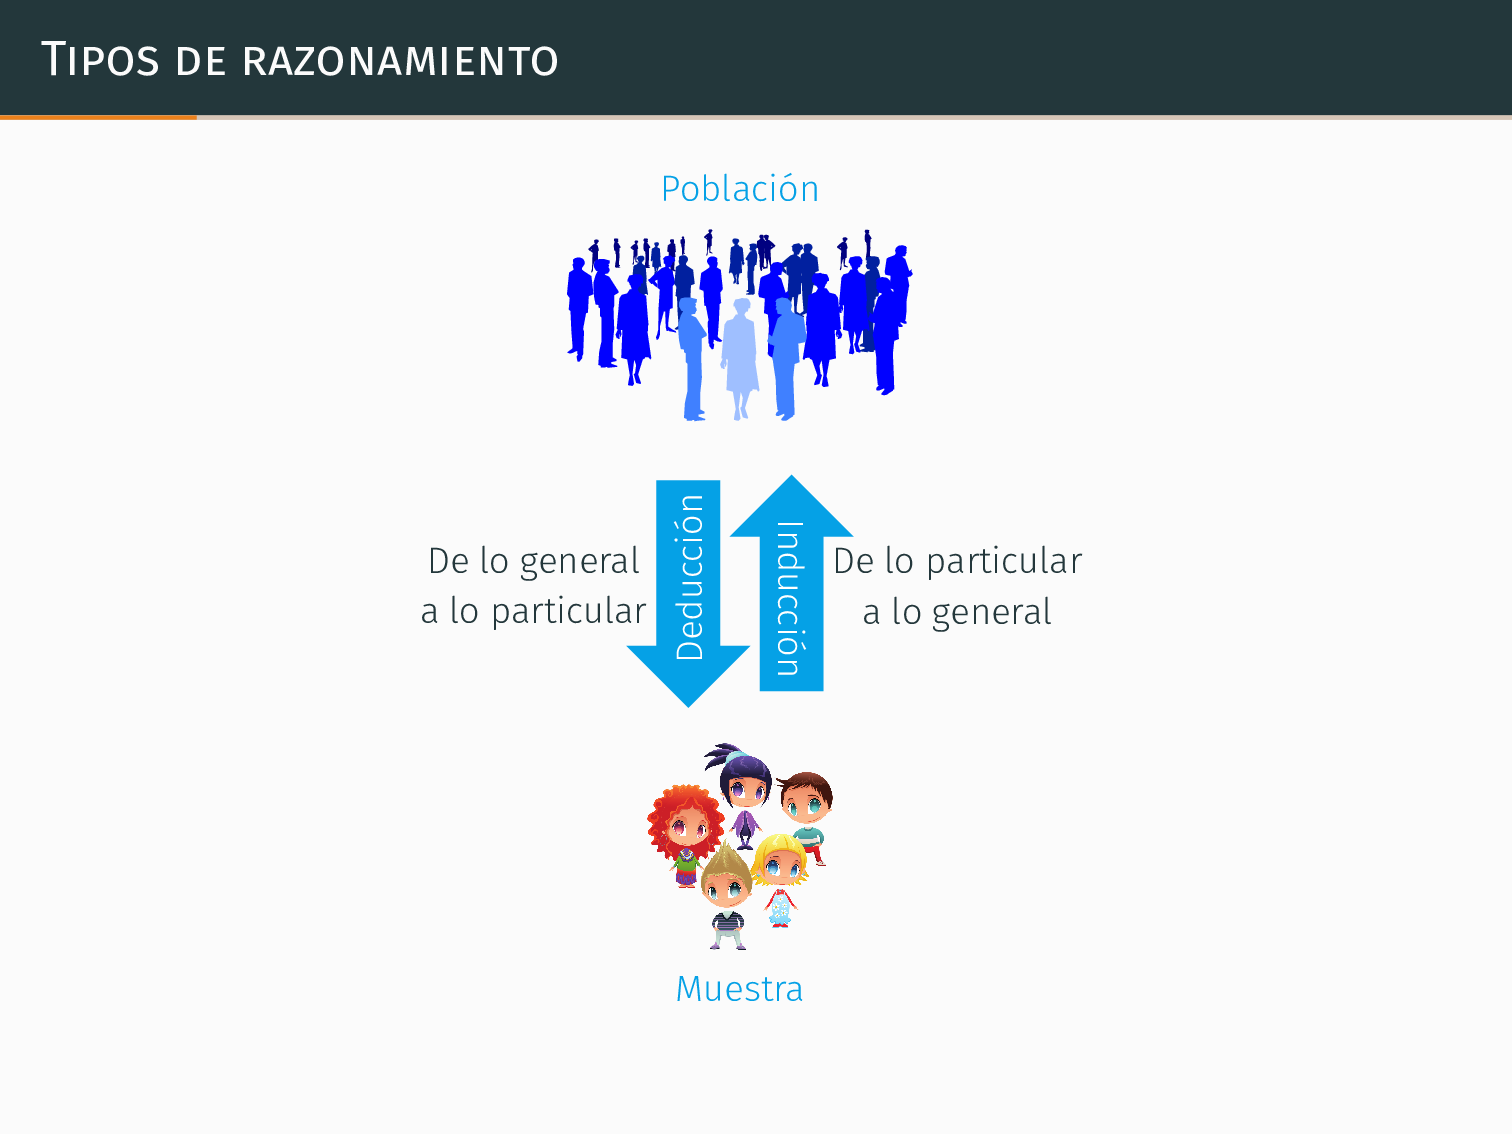 Tipos de razonamiento
Población
De lo general
a lo particular
Deducción
Inducción
De lo particular
a lo general
Muestra